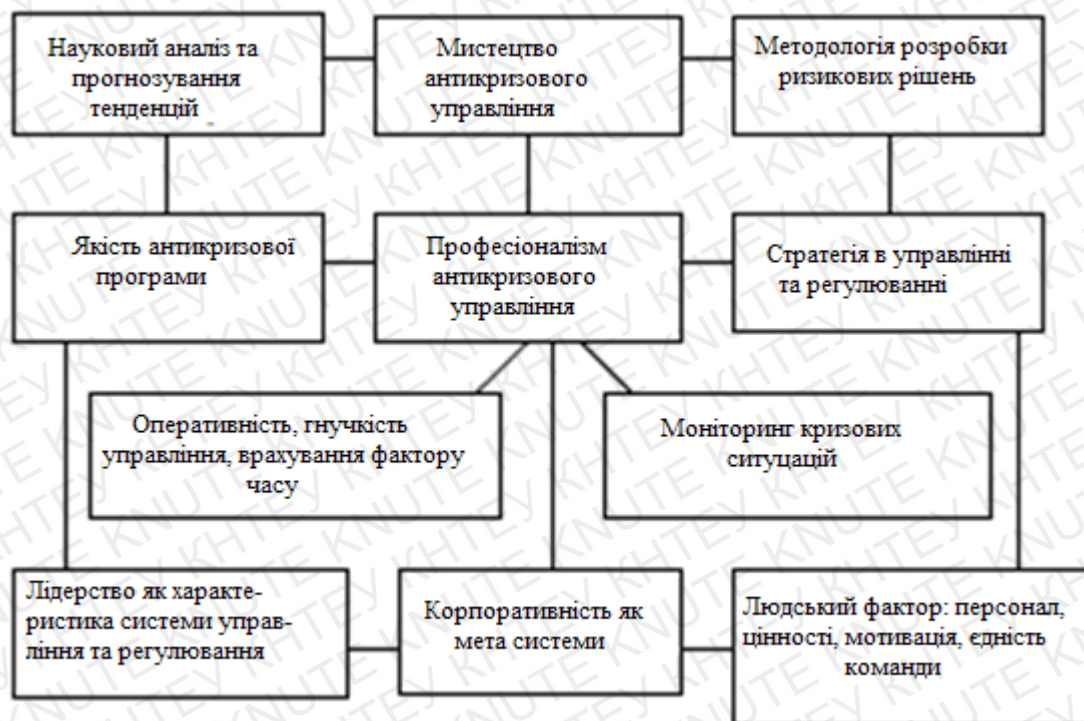 Науковий аналіз та
прогнозування
тенденцій
Мистецтво
антикризового
управління
Методологія розробки
ризикових рішень
Якість антикризової
програми
Професіоналізм
антикризового
управління
Стратегія в управлінні
та регулюванні
Оперативність, гнучкість
управління, врахування фактору
часу
Моніторинг кризових
ситуцацій
Лідерство як характе-
ристика системи управ-
ління та регулювання
Корпоративність як
мета системи
Людський фактор: персонал,
цінності, мотивація, єдність
команди